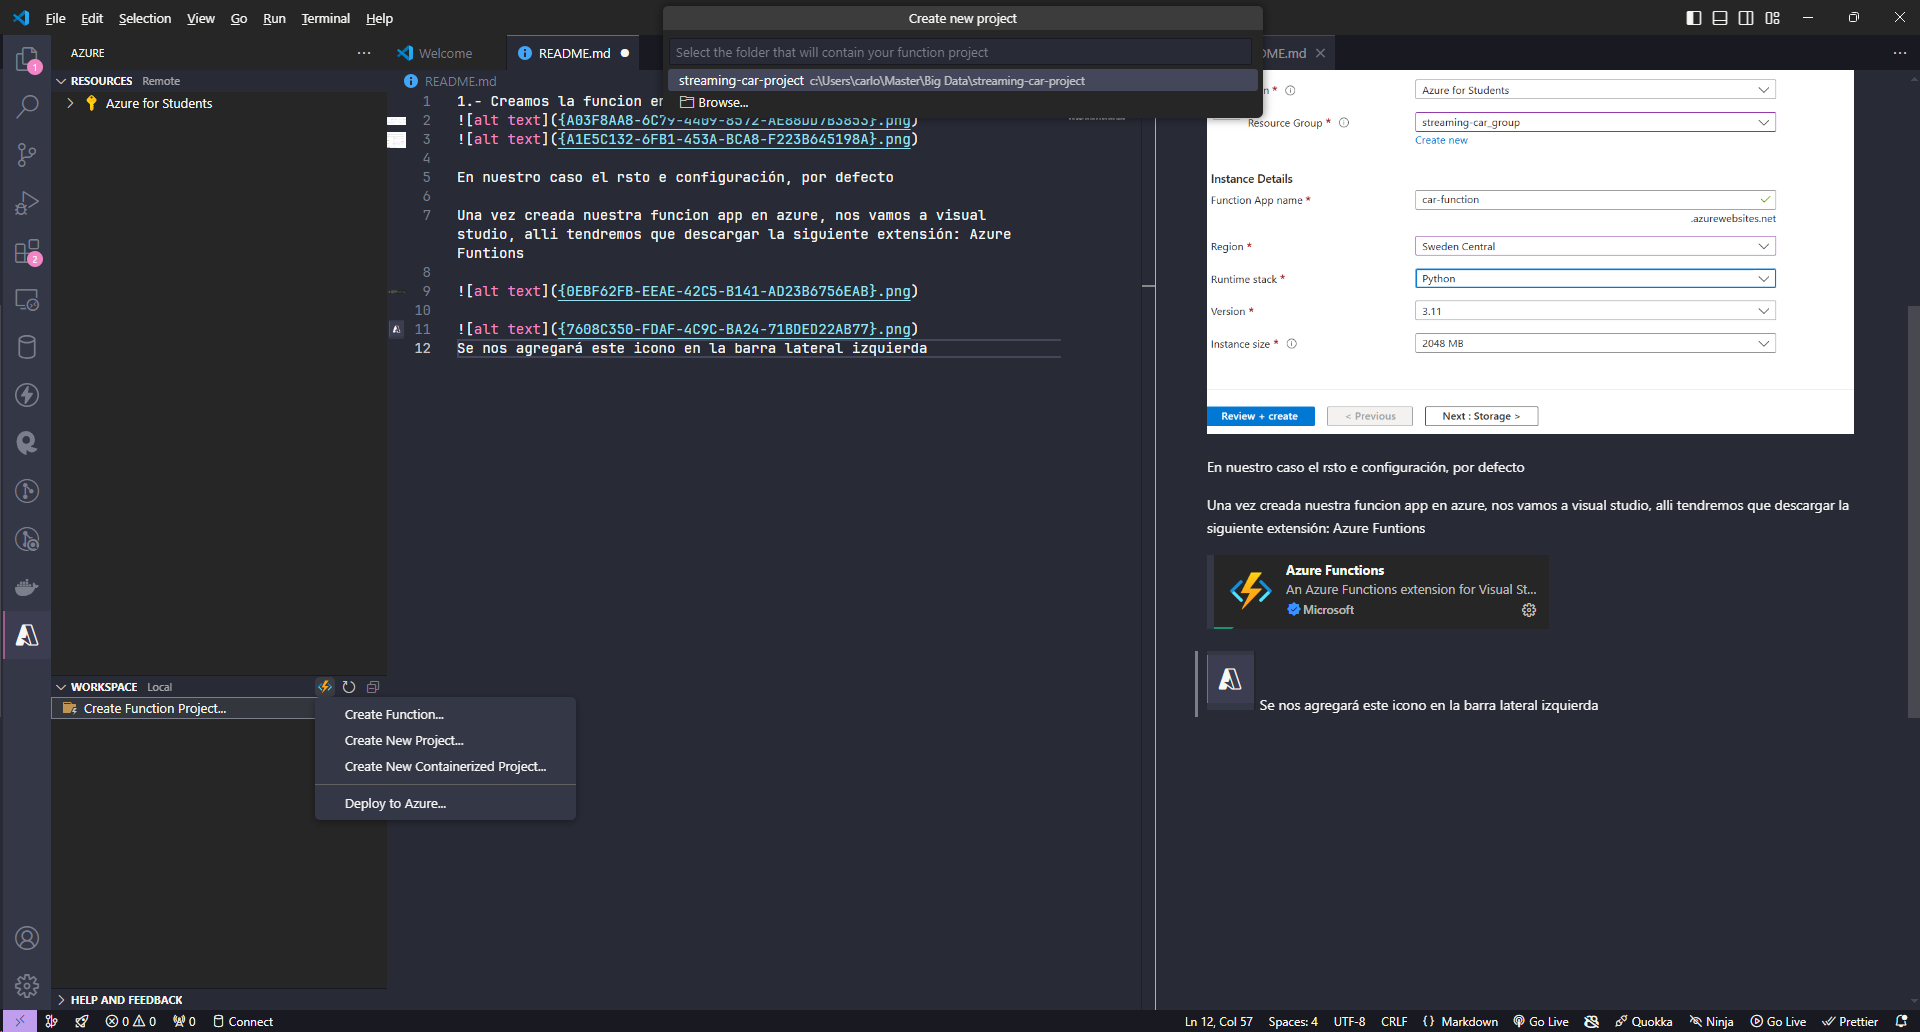 File Edit Selection View Go Run Terminal Help
Create new project
Select the folder that will contain your function project
streaming-car-project c:\Users\carlo\Master\Big Data\streaming-car-project
Browse...
AZURE
RESOURCES Remote
Azure for Students
Welcome
README.md
README.md
1 1.- Creamos la funcion en
2 ![alt text]({A03F8AA8-6C79-4409-8572-AE88DD7B3853}.png)
3 ![alt text]({A1E5C132-6FB1-453A-BCA8-F223B645198A}.png)
4
5 En nuestro caso el rsto e configuración, por defecto
6
7 Una vez creada nuestra funcion app en azure, nos vamos a visual
studio, alli tendremos que descargar la siguiente extensión: Azure
Funtions
8
9 ![alt text]({0EBF62FB-EEAE-42C5-B141-AD23B6756EAB}.png)
10
11 ![alt text]({7608C350-FDAF-4C9C-BA24-71BDED22AB77}.png)
12 Se nos agregará este icono en la barra lateral izquierda
1
2
WORKSPACE Local
Create Function Project...
Create Function...
Create New Project...
Create New Containerized Project...
Deploy to Azure...
HELP AND FEEDBACK
ME.md
n *
Azure for Students
Resource Group *
streaming-car_group
Create new
Instance Details
Function App name *
car-function
.azurewebsites.net
Region *
Sweden Central
Runtime stack *
Python
Version *
3.11
Instance size *
2048 MB
Review + create
< Previous
Next : Storage >
En nuestro caso el rsto e configuración, por defecto
Una vez creada nuestra funcion app en azure, nos vamos a visual studio, alli tendremos que descargar la
siguiente extensión: Azure Funtions
Azure Functions
An Azure Functions extension for Visual St...
Microsoft
Se nos agregará este icono en la barra lateral izquierda
0 0 0 Connect
Ln 12, Col 57 Spaces: 4 UTF-8 CRLF {} Markdown Go Live Quokka Ninja Go Live Prettier